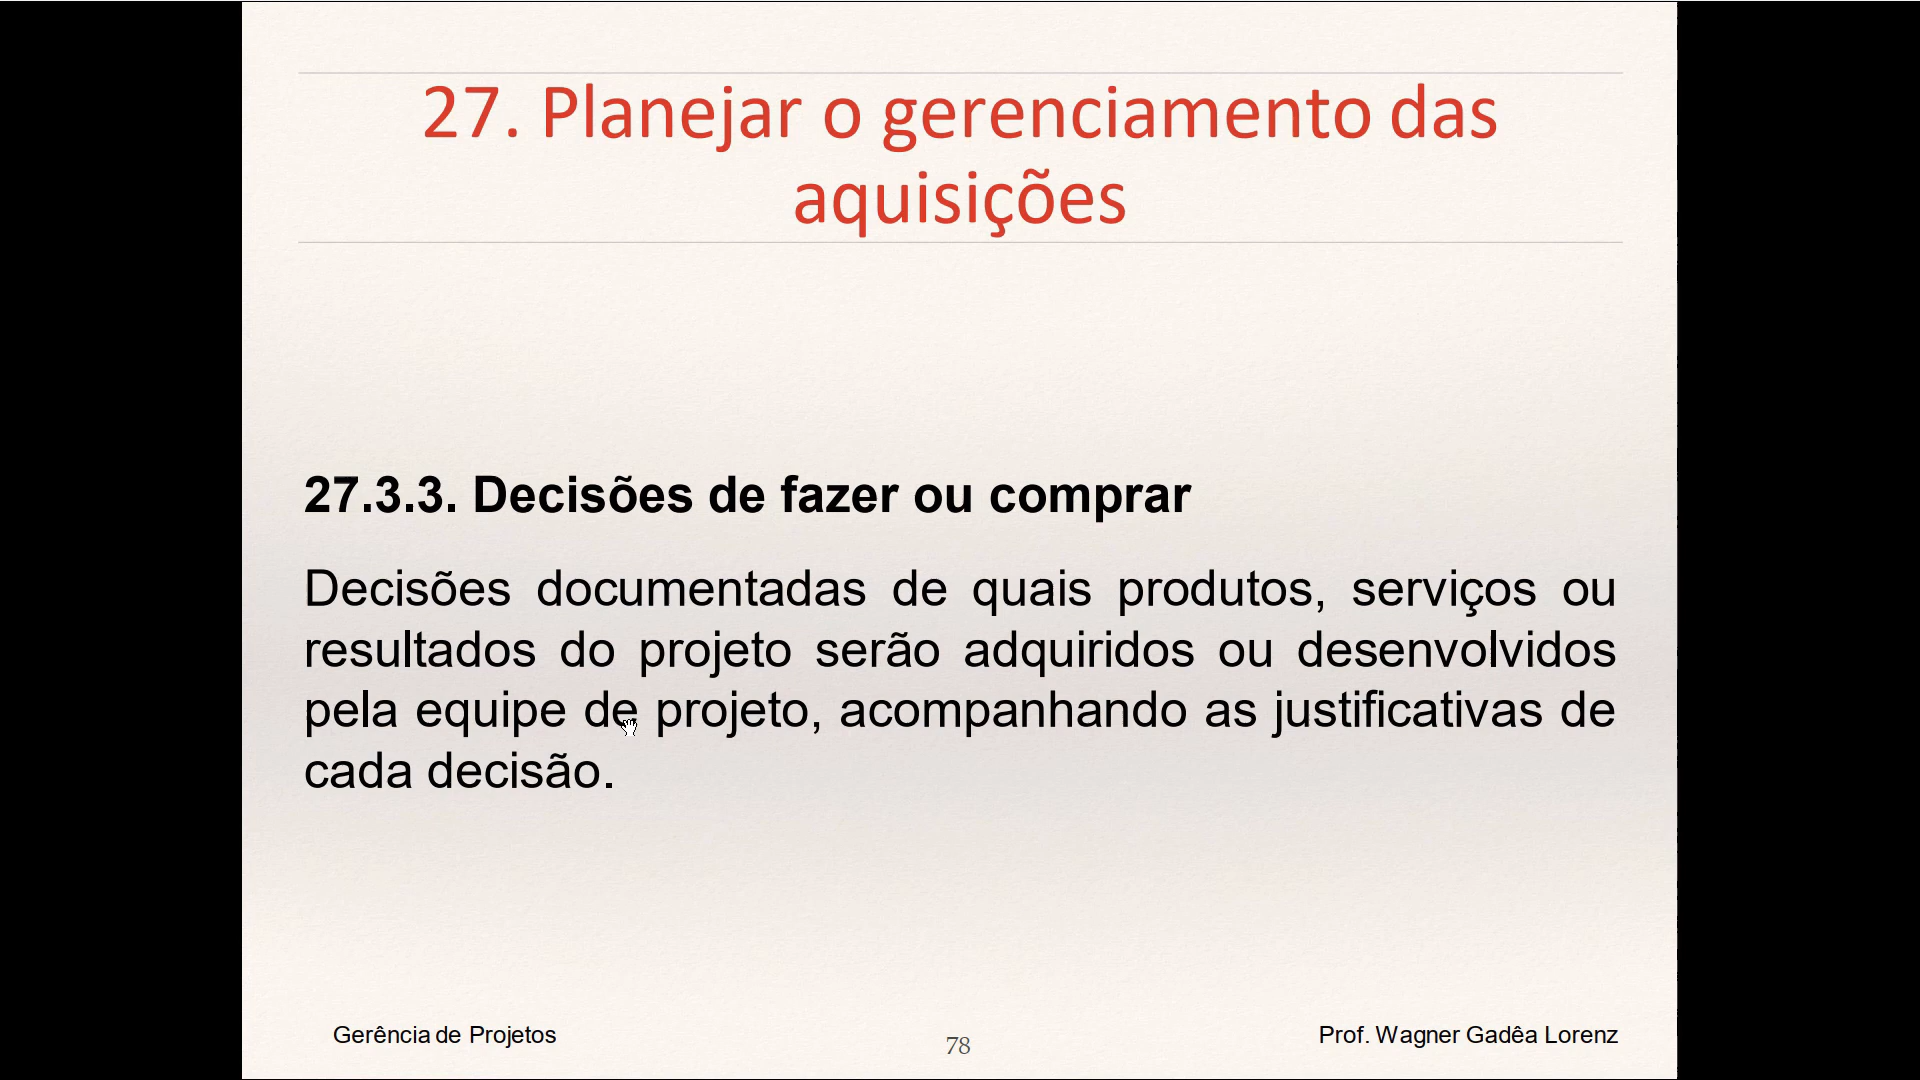 27. Planejar o gerenciamento das
aquisições
27.3.3. Decisões de fazer ou comprar
Decisões documentadas de quais produtos, serviços ou
resultados do projeto serão adquiridos ou desenvolvidos
pela equipe de projeto, acompanhando as justificativas de
cada decisão.
Gerência de Projetos
78
Prof. Wagner Gadêa Lorenz